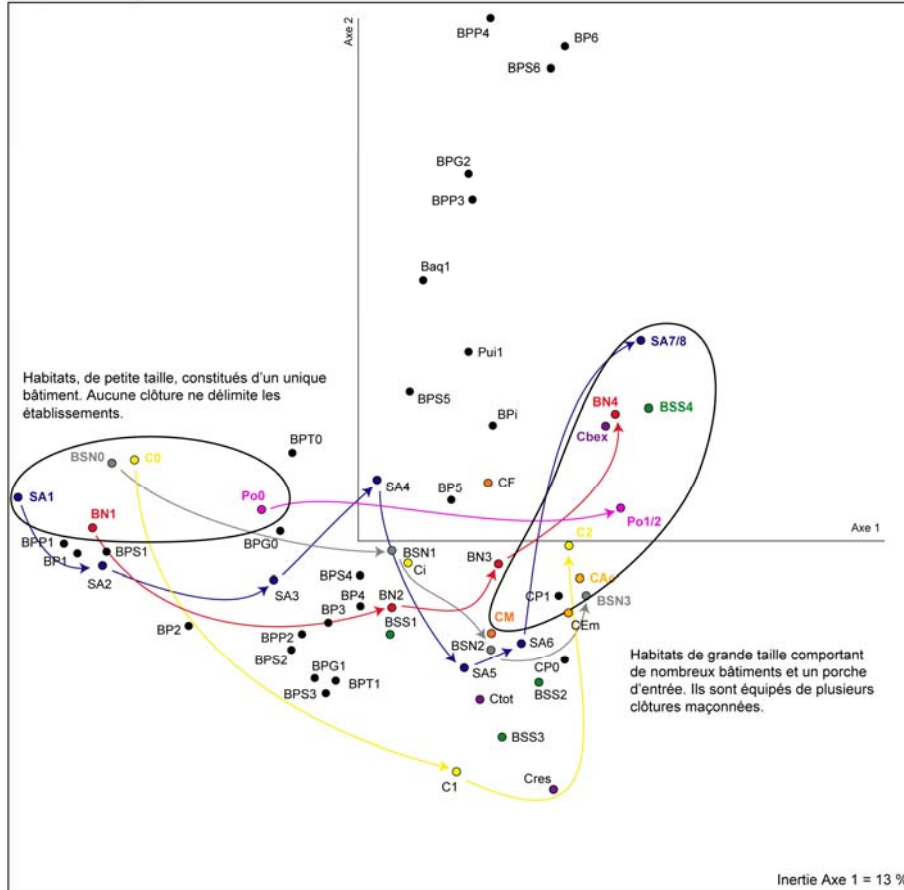 Axe 2
BPP4
BP6
BPS6
BPG2
BPP3
Baq1
Pui1
SA7/8
Habitats, de petite taille, constitués d'un unique
bâtiment. Aucune clôture ne délimite les
établissements.
BPS5
BN4
BSS4
BPi
Cbex
BPT0
BSN0
C0
SA4
CF
SA1
Po0
BP5
Po1/2
BN1
Axe 1
BPG0
C2
BPP1
BPS1
BSN1
BN3
BP1
SA2
Ci
SA3
BPS4
CAo
CP1
BSN3
BP4
BN2
CEm
BP3
BSS1
CM
BP2
BPP2
BPS2
BSN2
SA6
CP0
SA5
BPG1
BPT1
BSS2
BPS3
Ctot
Habitats de grande taille comportant
de nombreux bâtiments et un porche
d'entrée. Ils sont équipés de plusieurs
clôtures maçonnées.
BSS3
C1
Cres
Inertie Axe 1 = 13 %